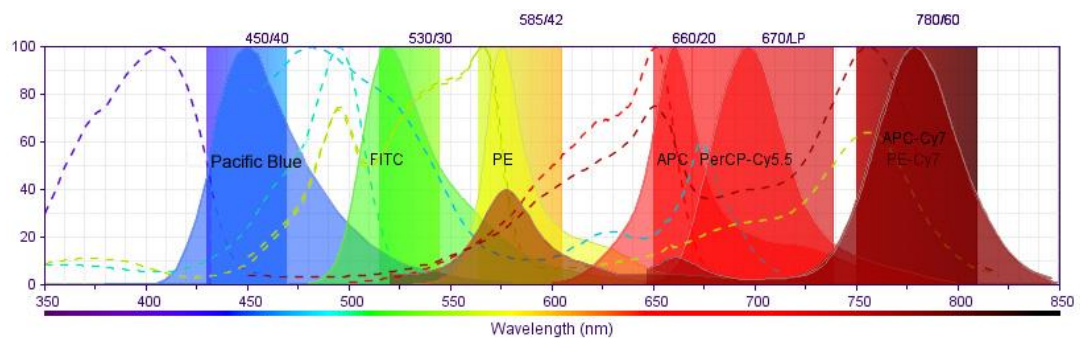 585/42
780/60
450/40
530/30
660/20
670/LP
100
80
60
40
20
0
Pacific Blue
FITC
PE
APC
PerCP-Cy5.5
APC-Cy7
PE-Cy7
350
400
450
500
550
600
650
700
750
800
850
Wavelength (nm)